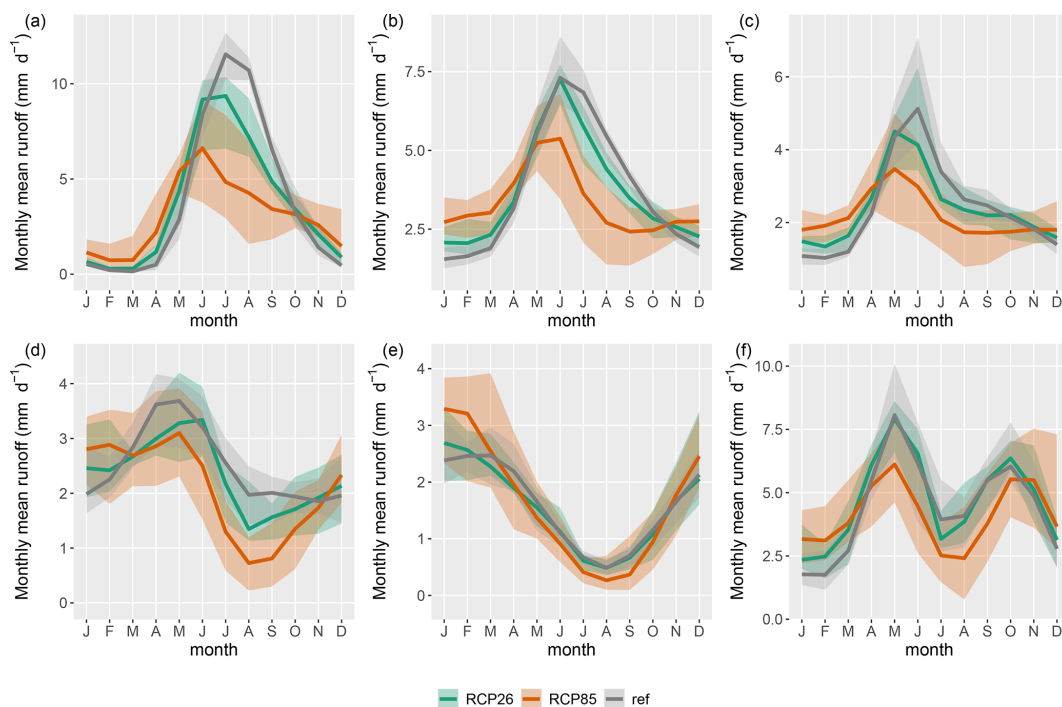 (a) (b) (c)
Monthly mean runoff (mm d⁻¹) Monthly mean runoff (mm d⁻¹) Monthly mean runoff (mm d⁻¹)
10 7.5 6
5 5.0 4
0 2.5 2
J F M A M J J A S O N D J F M A M J J A S O N D J F M A M J J A S O N D
month month month
(d) (e) (f)
Monthly mean runoff (mm d⁻¹) Monthly mean runoff (mm d⁻¹) Monthly mean runoff (mm d⁻¹)
4 4 10.0
3 3 7.5
2 2 5.0
1 1 2.5
0 0 0.0
J F M A M J J A S O N D J F M A M J J A S O N D J F M A M J J A S O N D
month month month
RCP26 RCP85 ref